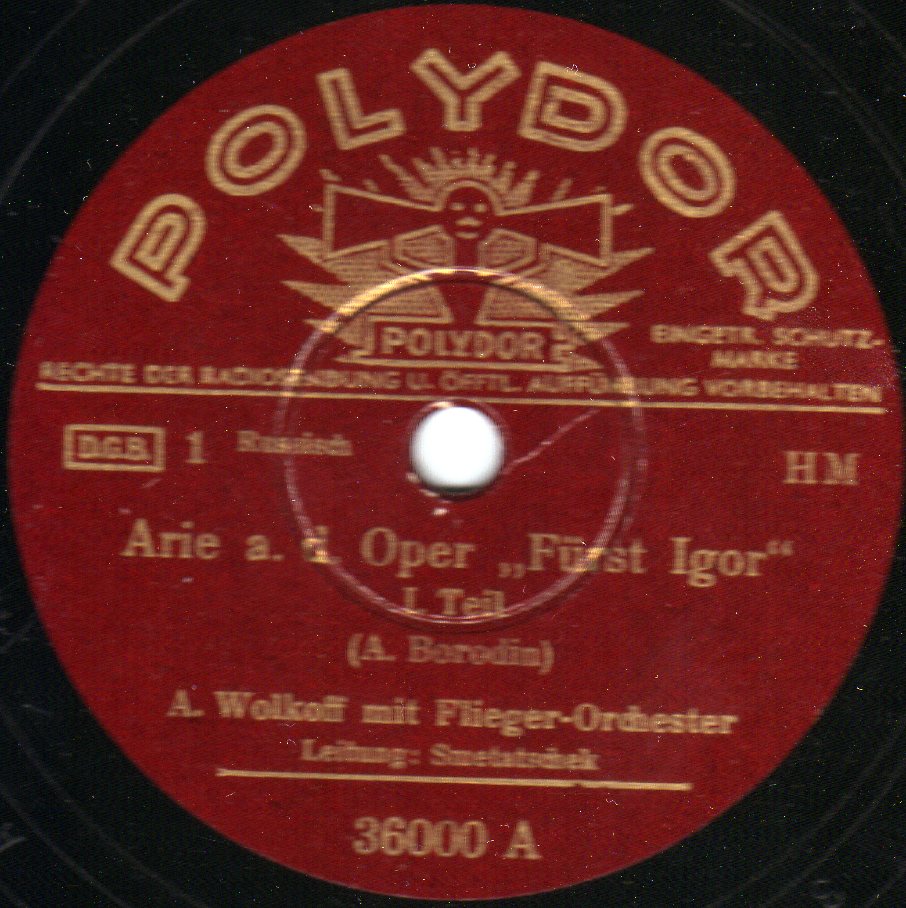 POLYDOR
POLYDOR
EINGETR. SCHUTZ-
MARKE
RECHTE DER RADIOSENDUNG U. ÖFFTL. AUFFÜHRUNG VORBEHALTEN
D.G.B. 1 Russisch HM
Arie a. d. Oper „Fürst Igor“
I. Teil
(A. Borodin)
A. Wolkoff mit Flieger-Orchester
Leitung: Smetatschek
36000 A